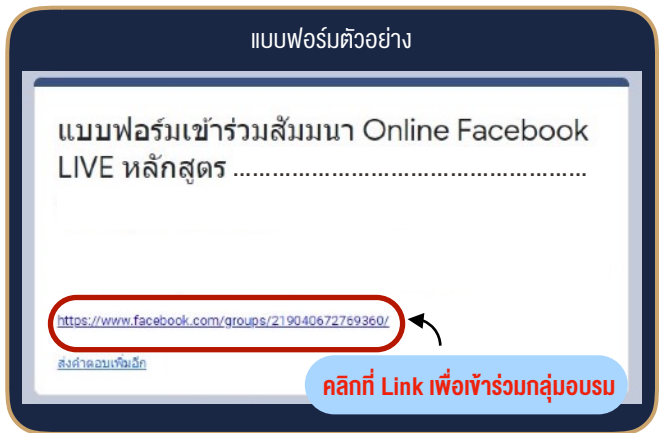 แบบฟอร์มตัวอย่าง
แบบฟอร์มเข้าร่วมสัมมนา Online Facebook
LIVE หลักสูตร ......................................................
https://www.facebook.com/groups/219040672769360/
ส่งคำตอบเพิ่มอีก
คลิกที่ Link เพื่อเข้าร่วมกลุ่มอบรม